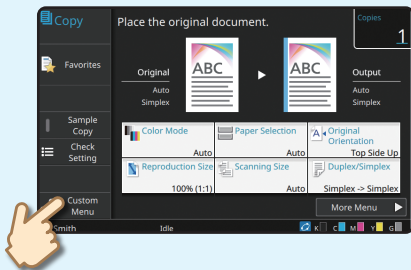 Copy
Place the original document.
Copies
1
Favorites
Original
ABC
ABC
Output
Auto
Simplex
Auto
Simplex
Sample
Copy
Check
Setting
Custom
Menu
Color Mode
Auto
Paper Selection
Auto
Original
Orientation
Top Side Up
Reproduction Size
100% (1:1)
Scanning Size
Auto
Duplex/Simplex
Simplex -> Simplex
More Menu
Smith
Idle
K C M Y G